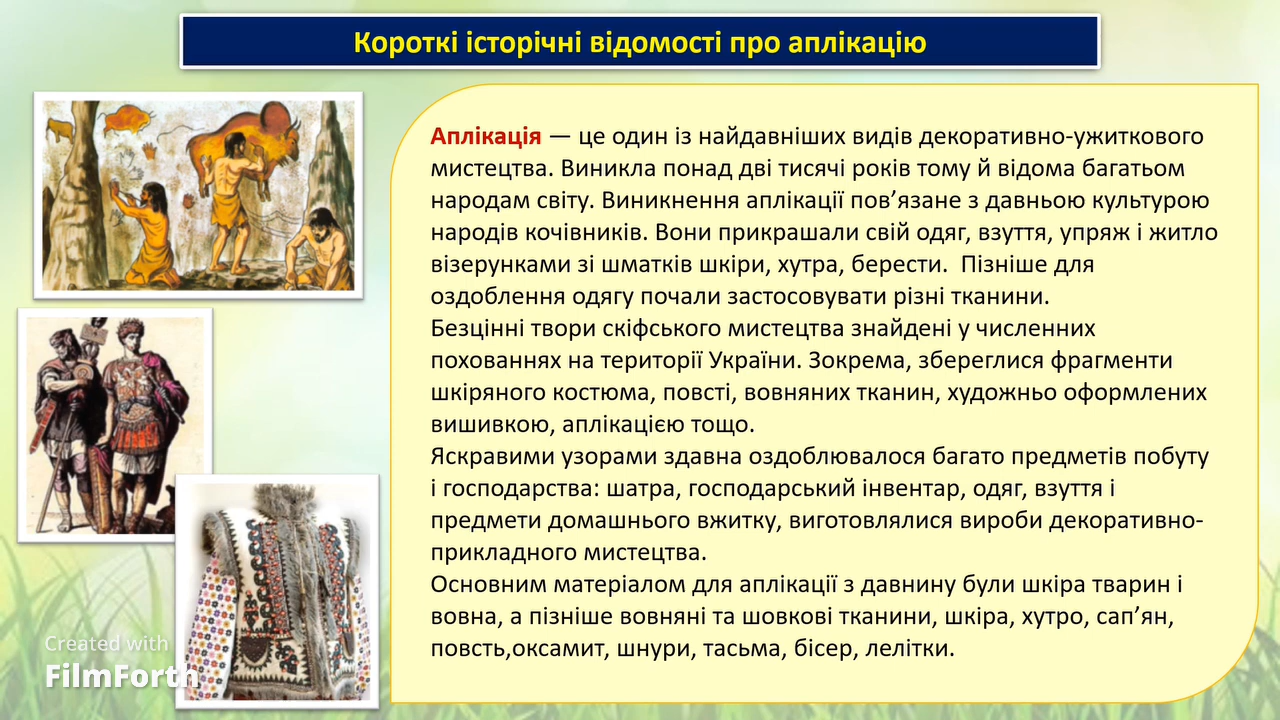 Короткі історичні відомості про аплікацію
Аплікація — це один із найдавніших видів декоративно-ужиткового
мистецтва. Виникла понад дві тисячі років тому й відома багатьом
народам світу. Виникнення аплікації пов’язане з давньою культурою
народів кочівників. Вони прикрашали свій одяг, взуття, упряж і житло
візерунками зі шматків шкіри, хутра, берести.  Пізніше для
оздоблення одягу почали застосовувати різні тканини.
Безцінні твори скіфського мистецтва знайдені у численних
похованнях на території України. Зокрема, збереглися фрагменти
шкіряного костюма, повсті, вовняних тканин, художньо оформлених
вишивкою, аплікацією тощо.
Яскравими узорами здавна оздоблювалося багато предметів побуту
і господарства: шатра, господарський інвентар, одяг, взуття і
предмети домашнього вжитку, виготовлялися вироби декоративно-
прикладного мистецтва.
Основним матеріалом для аплікації з давнину були шкіра тварин і
вовна, а пізніше вовняні та шовкові тканини, шкіра, хутро, сап’ян,
повсть,оксамит, шнури, тасьма, бісер, лелітки.
Created with
FilmForth